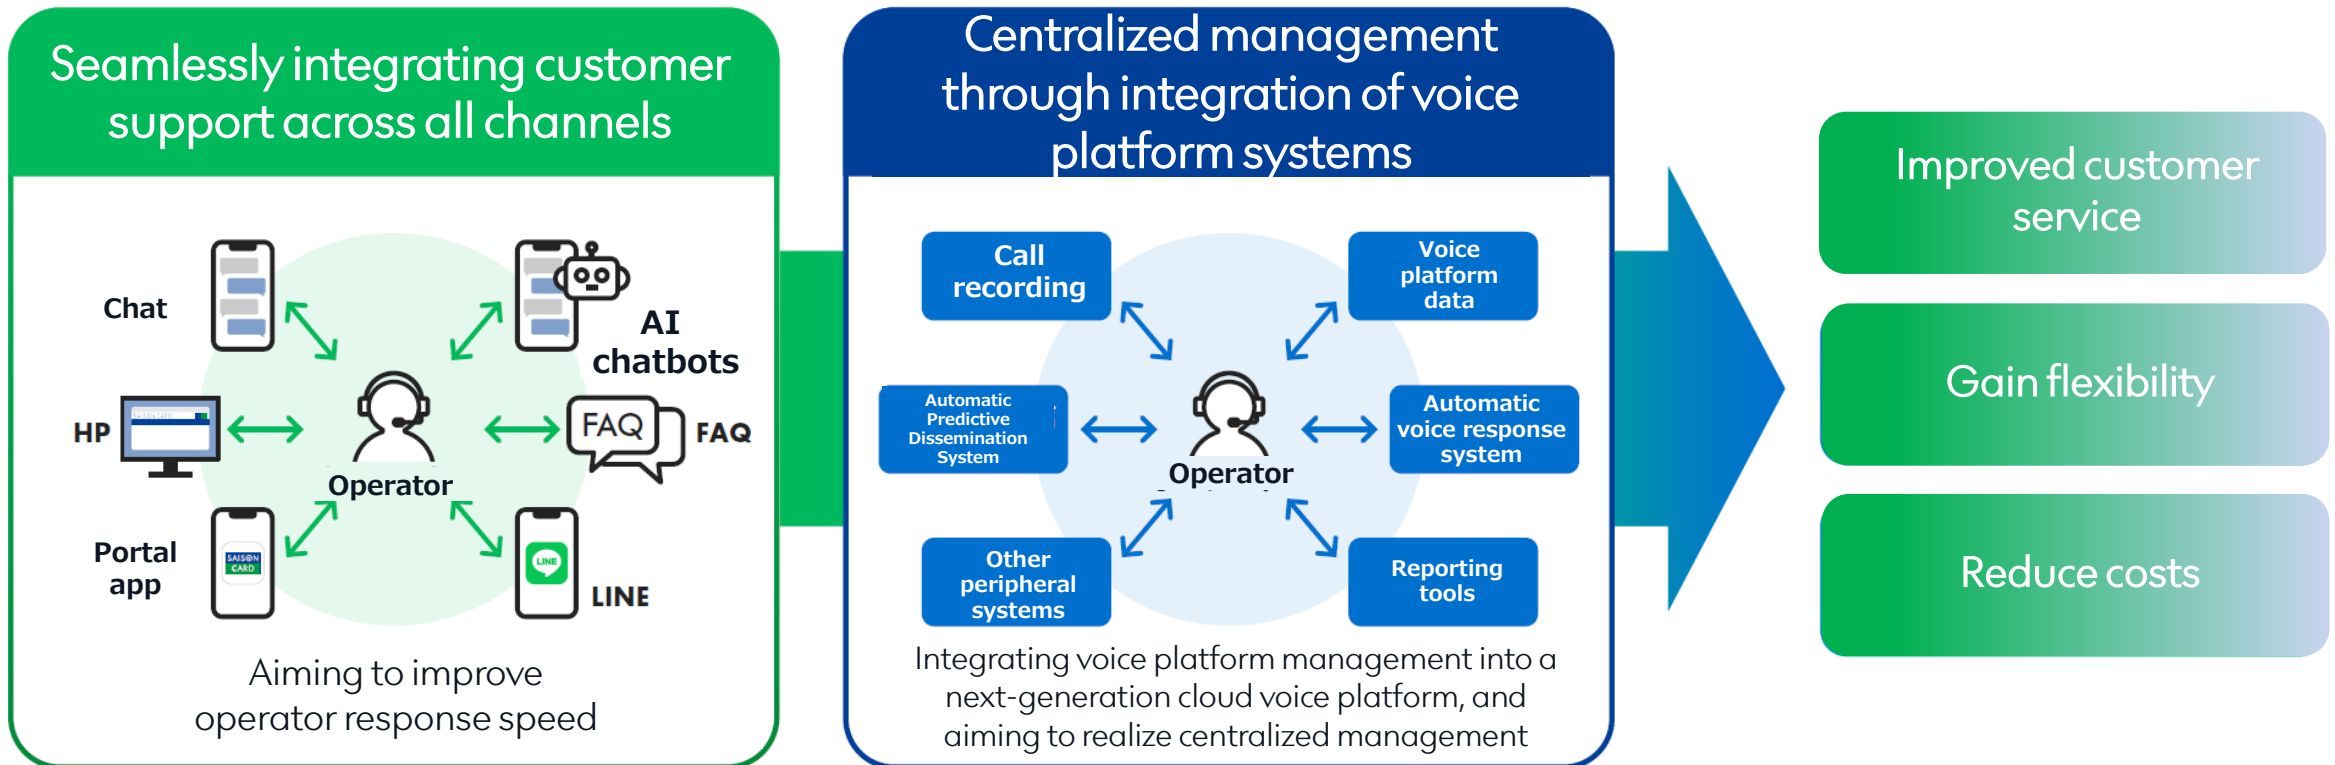 Seamlessly integrating customer
support across all channels
Chat
AI
chatbots
HP
FAQ
FAQ
Operator
Portal
app
SAISON
CARD
LINE
LINE
Aiming to improve
operator response speed
Centralized management
through integration of voice
platform systems
Call
recording
Voice
platform
data
Automatic
Predictive
Dissemination
System
Automatic
voice response
system
Operator
Other
peripheral
systems
Reporting
tools
Integrating voice platform management into a
next-generation cloud voice platform, and
aiming to realize centralized management
Improved customer
service
Gain flexibility
Reduce costs